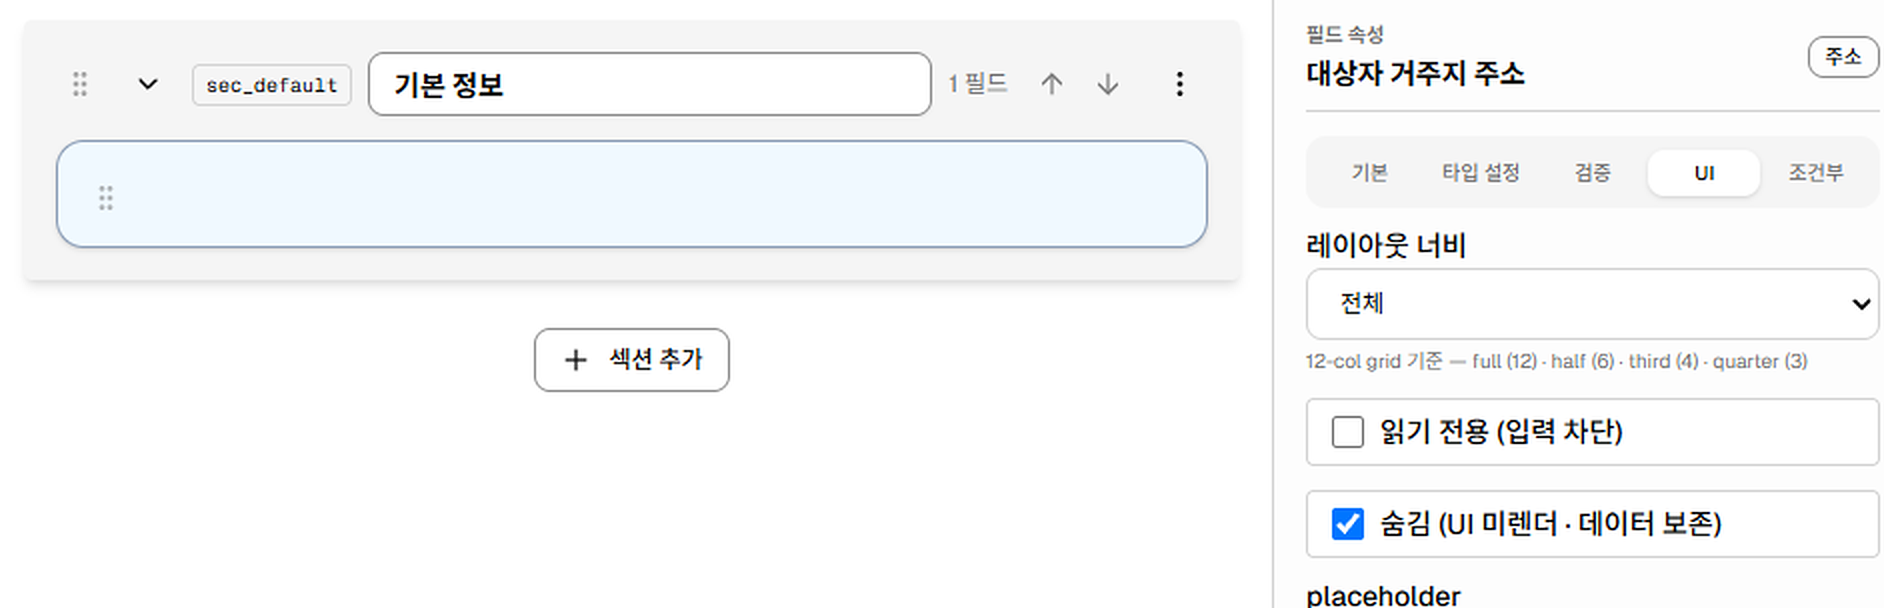 sec_default
기본 정보
1 필드
섹션 추가
필드 속성
대상자 거주지 주소
주소
기본
타입 설정
검증
UI
조건부
레이아웃 너비
전체
12-col grid 기준 — full (12) · half (6) · third (4) · quarter (3)
읽기 전용 (입력 차단)
숨김 (UI 미렌더 · 데이터 보존)
placeholder